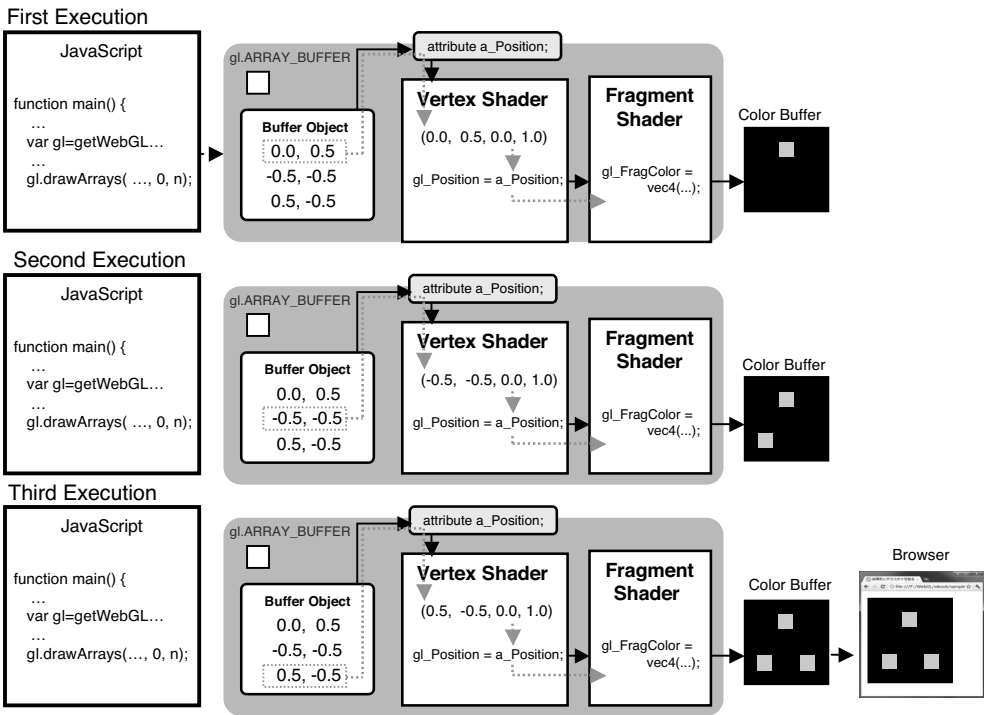 First Execution
JavaScript
function main() {
…
var gl=getWebGL…
…
gl.drawArrays( …, 0, n);
gl.ARRAY_BUFFER
Buffer Object
0.0, 0.5
-0.5, -0.5
0.5, -0.5
attribute a_Position;
Vertex Shader
(0.0, 0.5, 0.0, 1.0)
gl_Position = a_Position;
Fragment
Shader
gl_FragColor =
vec4(...);
Color Buffer
Second Execution
JavaScript
function main() {
…
var gl=getWebGL…
…
gl.drawArrays( …, 0, n);
gl.ARRAY_BUFFER
Buffer Object
0.0, 0.5
-0.5, -0.5
0.5, -0.5
attribute a_Position;
Vertex Shader
(-0.5, -0.5, 0.0, 1.0)
gl_Position = a_Position;
Fragment
Shader
gl_FragColor =
vec4(...);
Color Buffer
Third Execution
JavaScript
function main() {
…
var gl=getWebGL…
…
gl.drawArrays(…, 0, n);
gl.ARRAY_BUFFER
Buffer Object
0.0, 0.5
-0.5, -0.5
0.5, -0.5
attribute a_Position;
Vertex Shader
(0.5, -0.5, 0.0, 1.0)
gl_Position = a_Position;
Fragment
Shader
gl_FragColor =
vec4(...);
Color Buffer
Browser